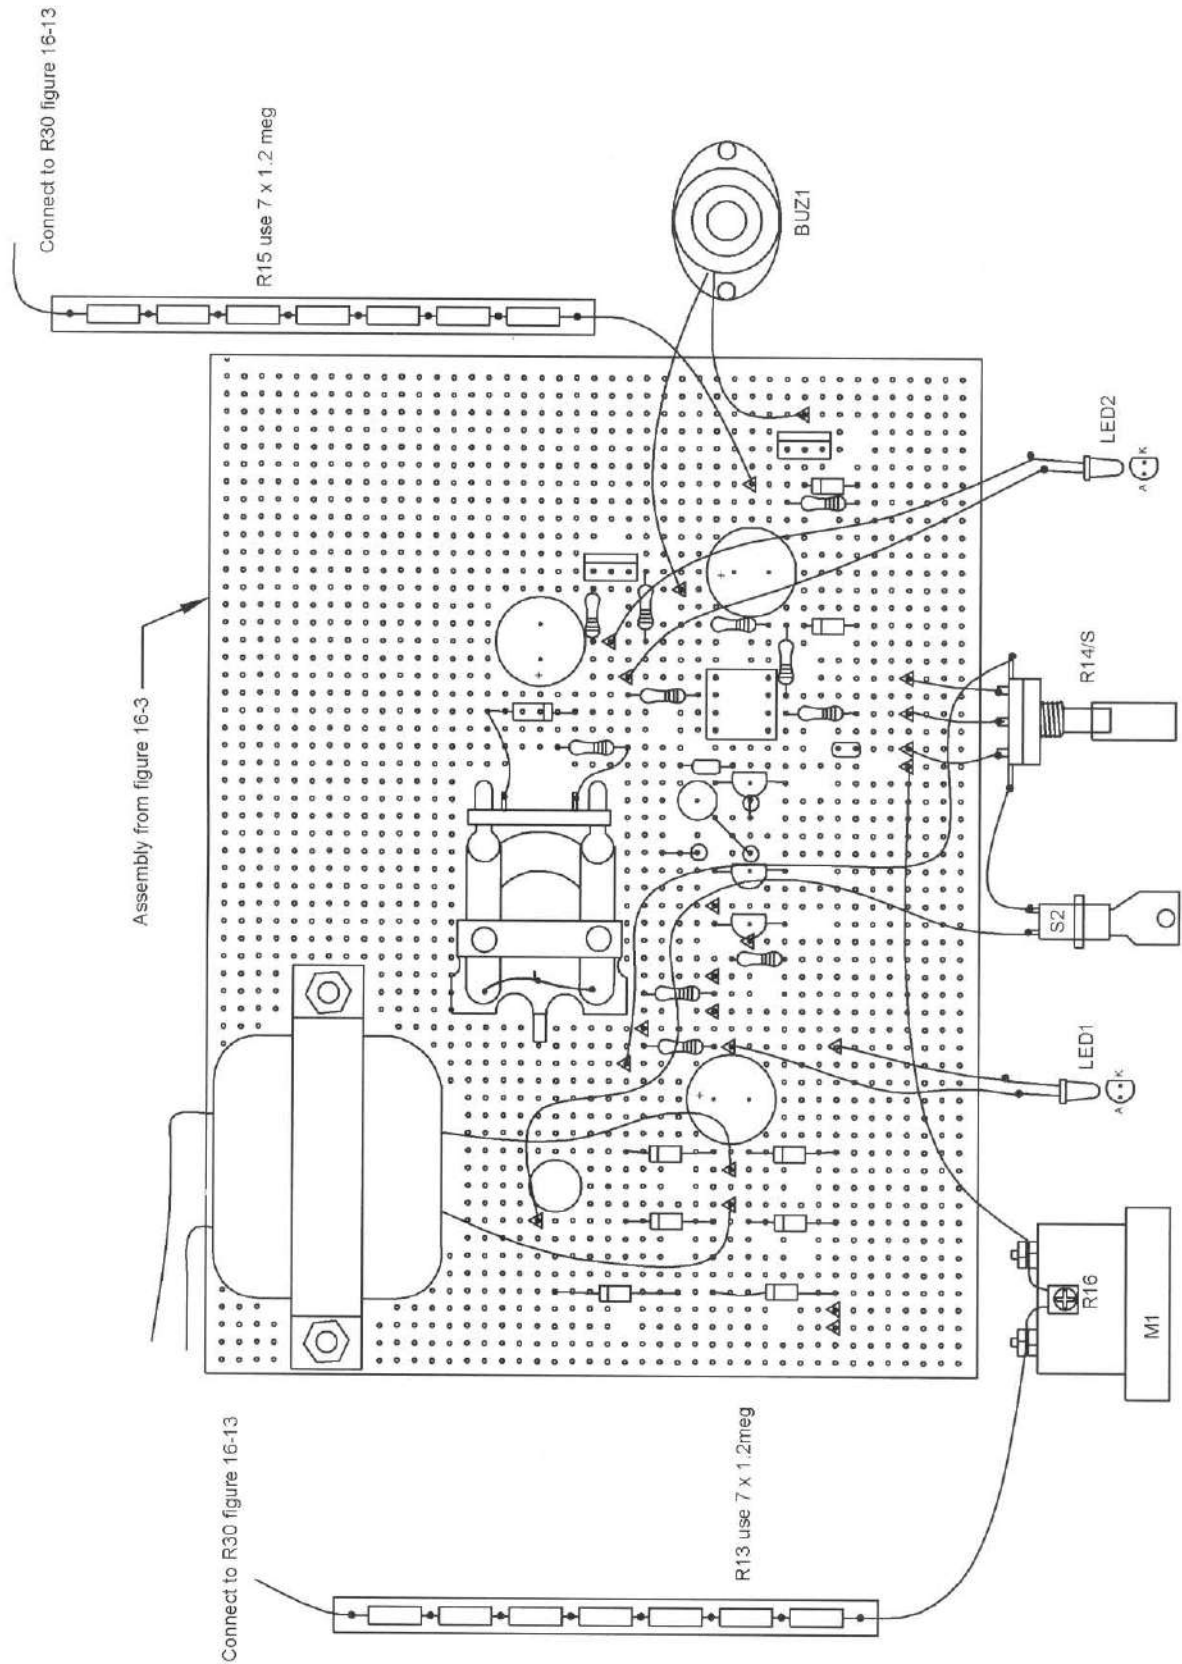 Connect to R30 figure 16-13
R15 use 7 x 1.2 meg
BUZ1
Assembly from figure 16-3
+
+
+
LED2
A K
R14/S
S2
LED1
A K
R16
M1
Connect to R30 figure 16-13
R13 use 7 x 1.2meg